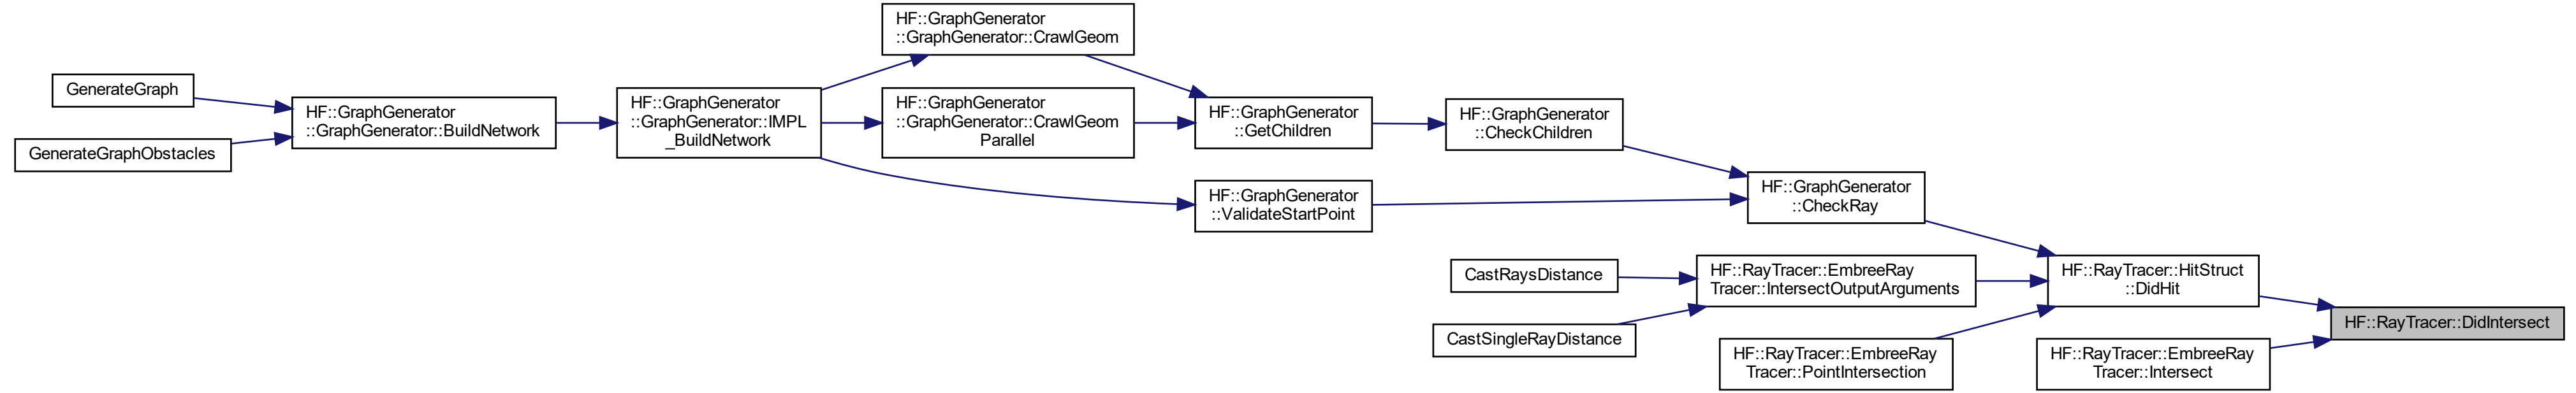 HF::GraphGenerator
::GraphGenerator::CrawlGeom
GenerateGraph
HF::GraphGenerator
::GraphGenerator::BuildNetwork
GenerateGraphObstacles
HF::GraphGenerator
::GraphGenerator::IMPL
_BuildNetwork
HF::GraphGenerator
::GraphGenerator::CrawlGeom
Parallel
HF::GraphGenerator
::GetChildren
HF::GraphGenerator
::CheckChildren
HF::GraphGenerator
::ValidateStartPoint
HF::GraphGenerator
::CheckRay
CastRaysDistance
HF::RayTracer::EmbreeRay
Tracer::IntersectOutputArguments
HF::RayTracer::HitStruct
::DidHit
CastSingleRayDistance
HF::RayTracer::EmbreeRay
Tracer::PointIntersection
HF::RayTracer::EmbreeRay
Tracer::Intersect
HF::RayTracer::DidIntersect